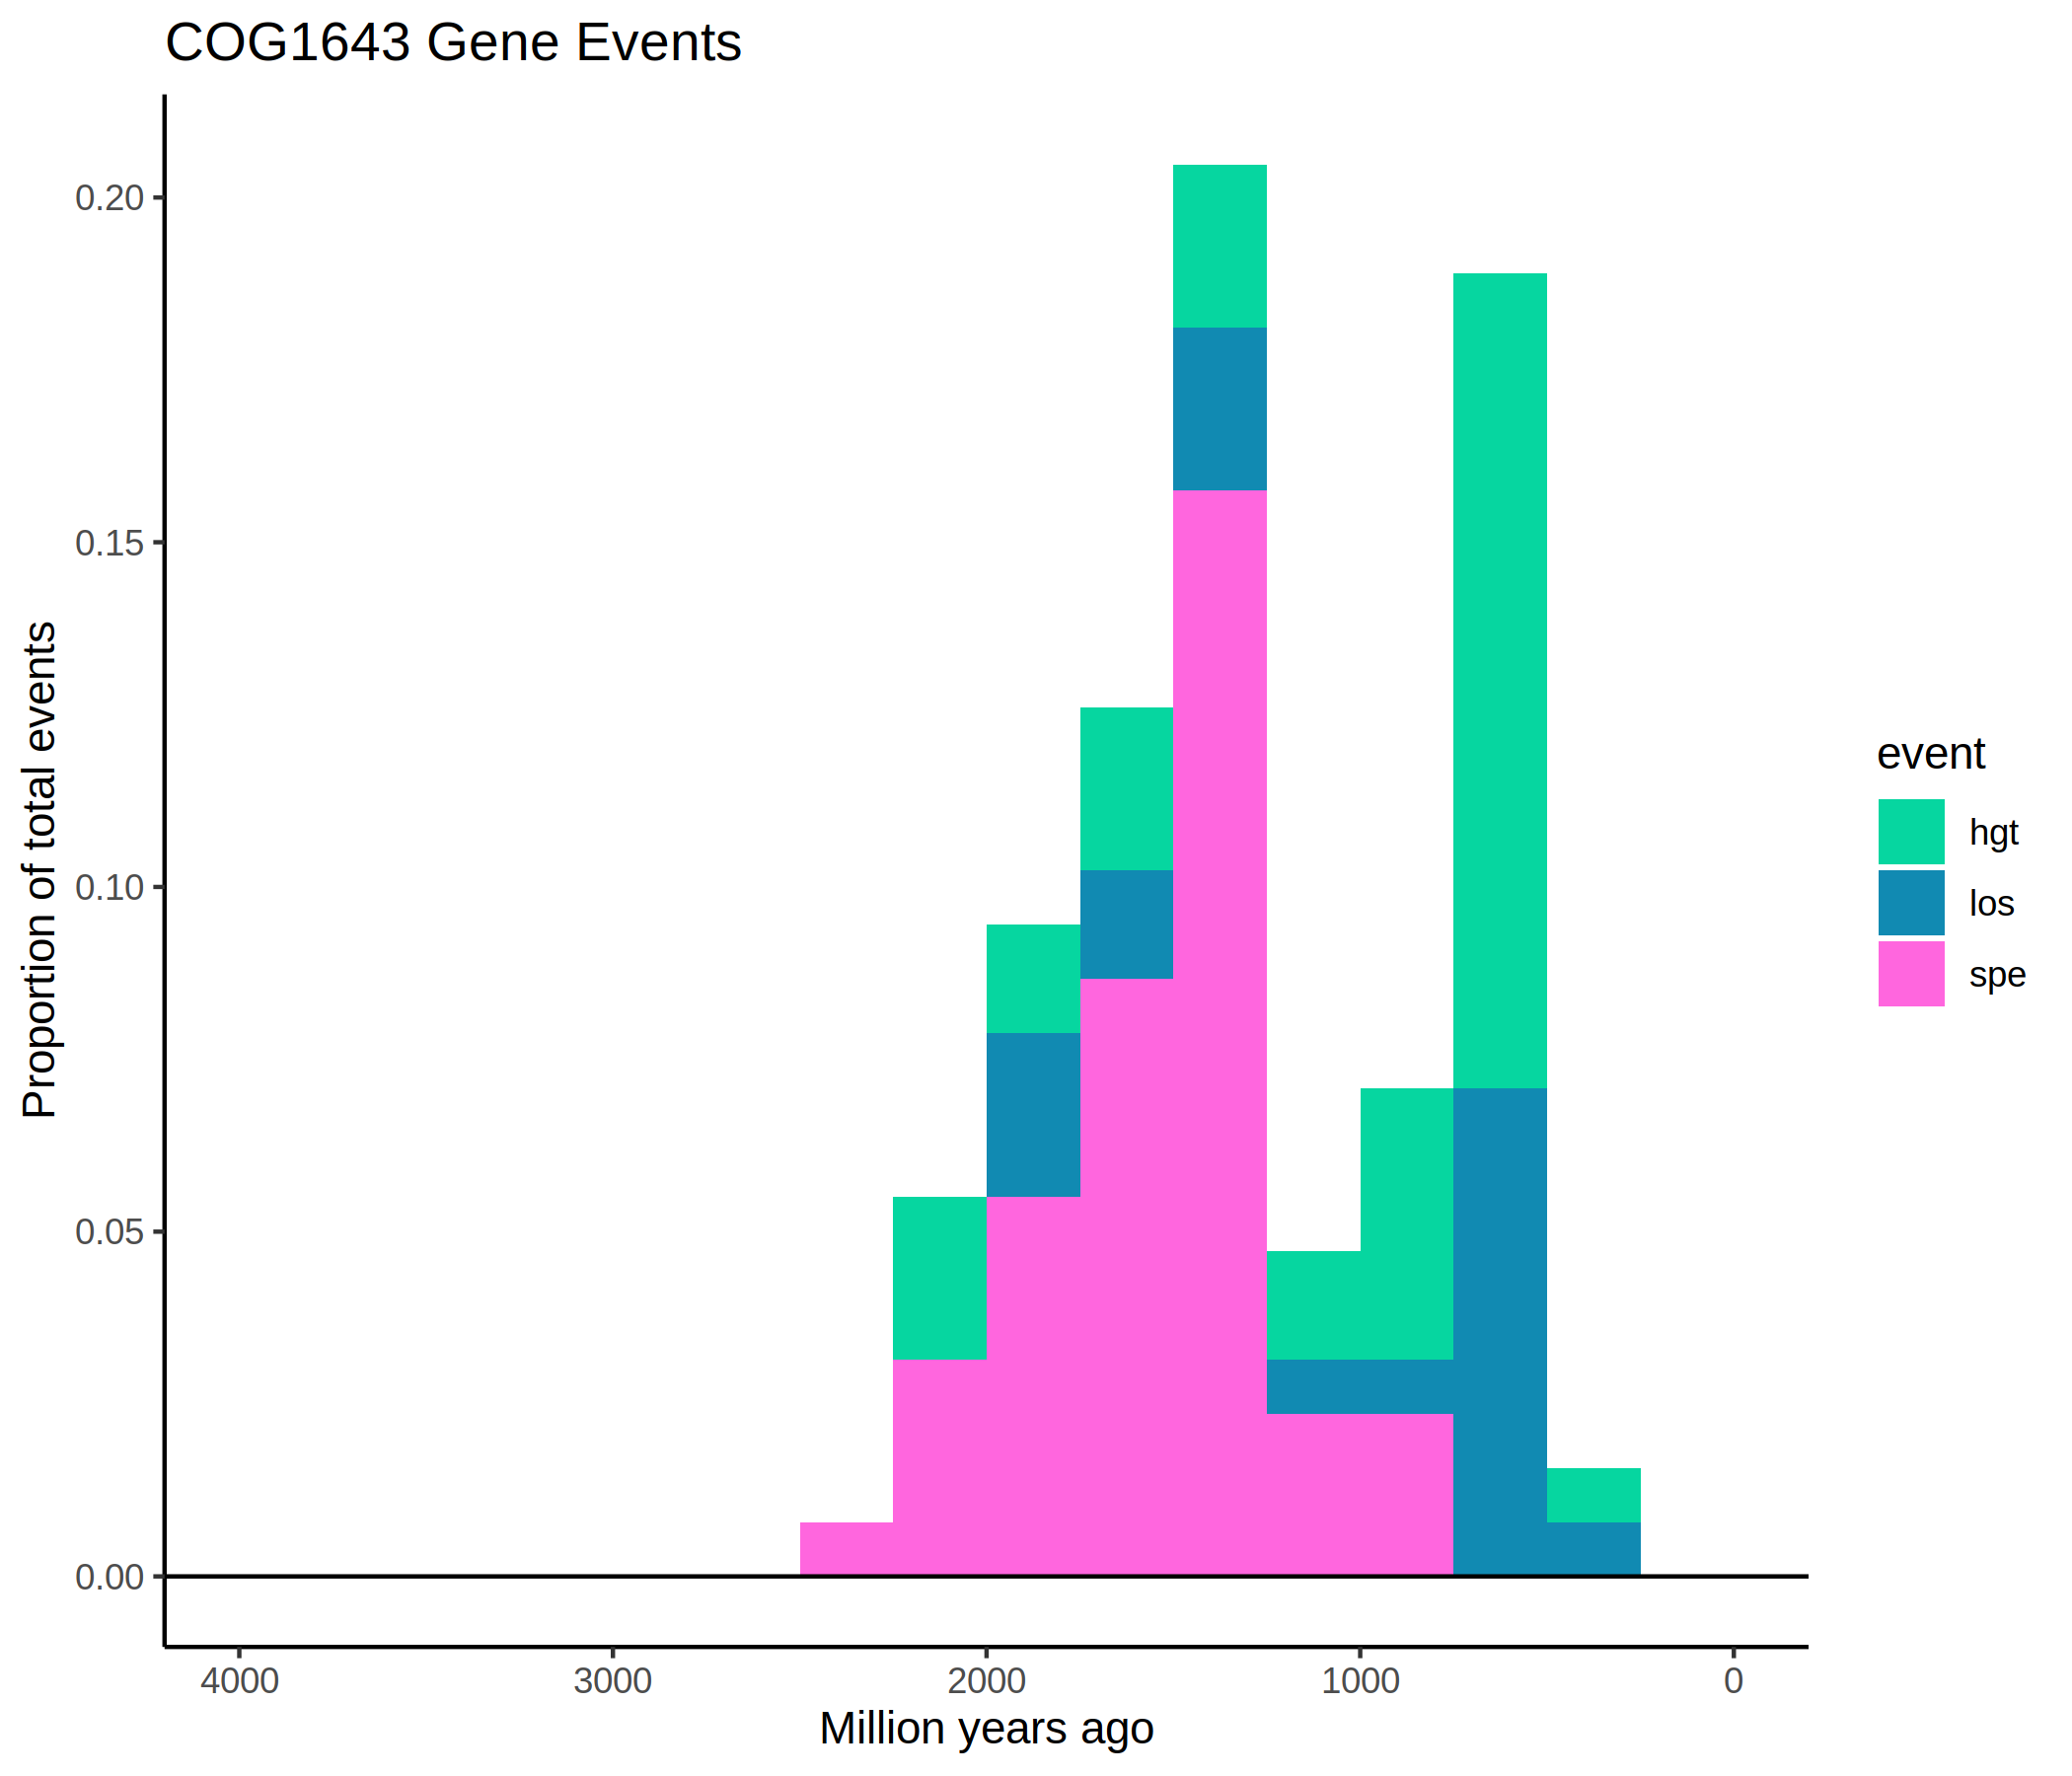 COG1643 Gene Events
Proportion of total events
0.20
0.15
0.10
0.05
0.00
4000 3000 2000 1000 0
Million years ago
event
hgt
los
spe